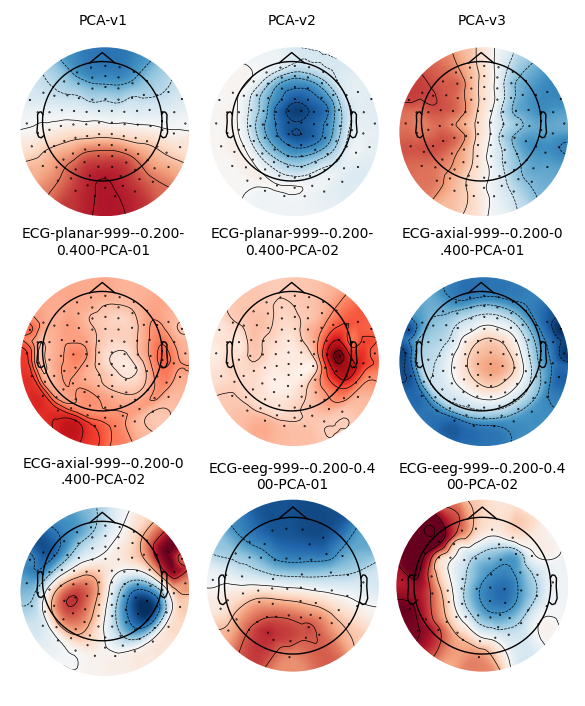 PCA-v1
PCA-v2
PCA-v3
ECG-planar-999--0.200-
0.400-PCA-01
ECG-planar-999--0.200-
0.400-PCA-02
ECG-axial-999--0.200-0
.400-PCA-01
ECG-axial-999--0.200-0
.400-PCA-02
ECG-eeg-999--0.200-0.4
00-PCA-01
ECG-eeg-999--0.200-0.4
00-PCA-02